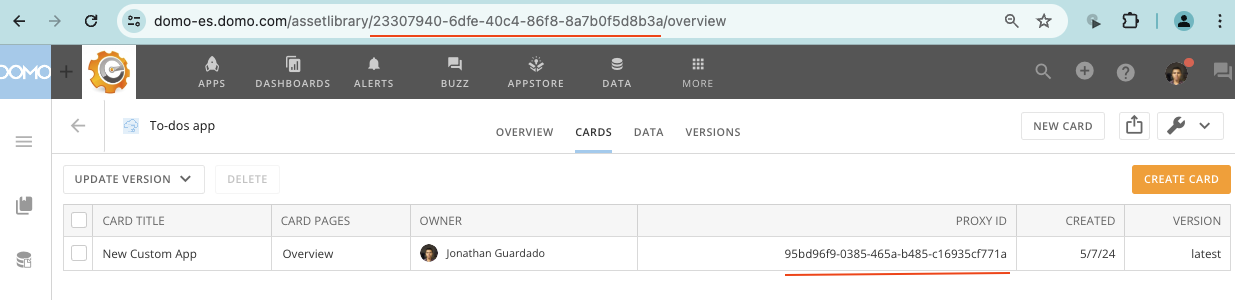 domo-es.domo.com/assetlibrary/23307940-6dfe-40c4-86f8-8a7b0f5d8b3a/overview
DOMO
APPS DASHBOARDS ALERTS BUZZ APPSTORE DATA MORE
To-dos app
OVERVIEW CARDS DATA VERSIONS
NEW CARD
UPDATE VERSION DELETE CREATE CARD
CARD TITLE CARD PAGES OWNER PROXY ID CREATED VERSION
New Custom App Overview Jonathan Guardado 95bd96f9-0385-465a-b485-c16935cf771a 5/7/24 latest